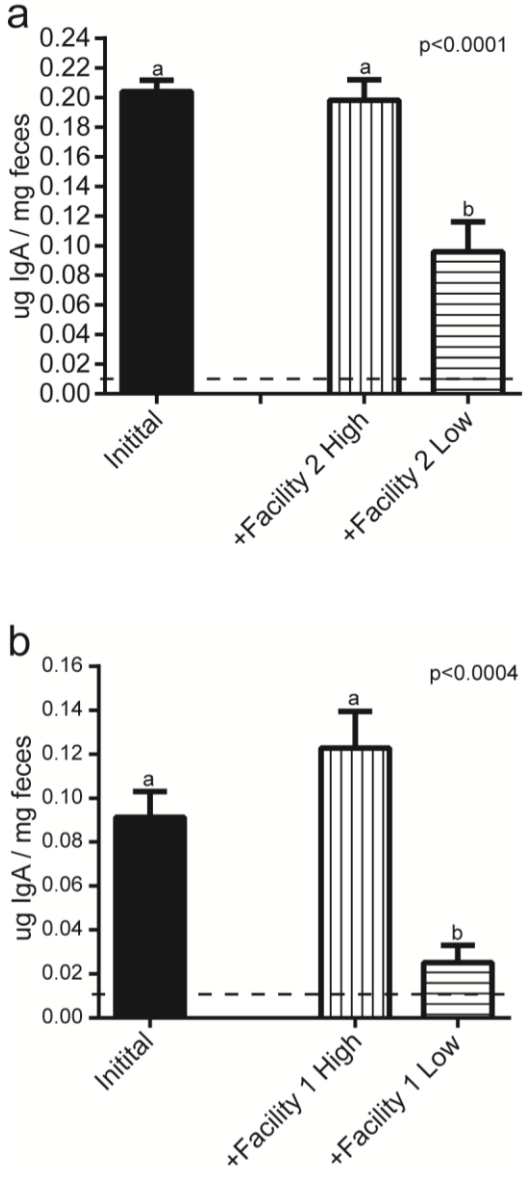 a
p<0.0001
ug IgA / mg feces
0.24
0.22
0.20
0.18
0.16
0.14
0.12
0.10
0.08
0.06
0.04
0.02
0.00
a
a
b
Initital
+Facility 2 High
+Facility 2 Low
b
p<0.0004
ug IgA / mg feces
0.16
0.14
0.12
0.10
0.08
0.06
0.04
0.02
0.00
a
a
b
Initital
+Facility 1 High
+Facility 1 Low